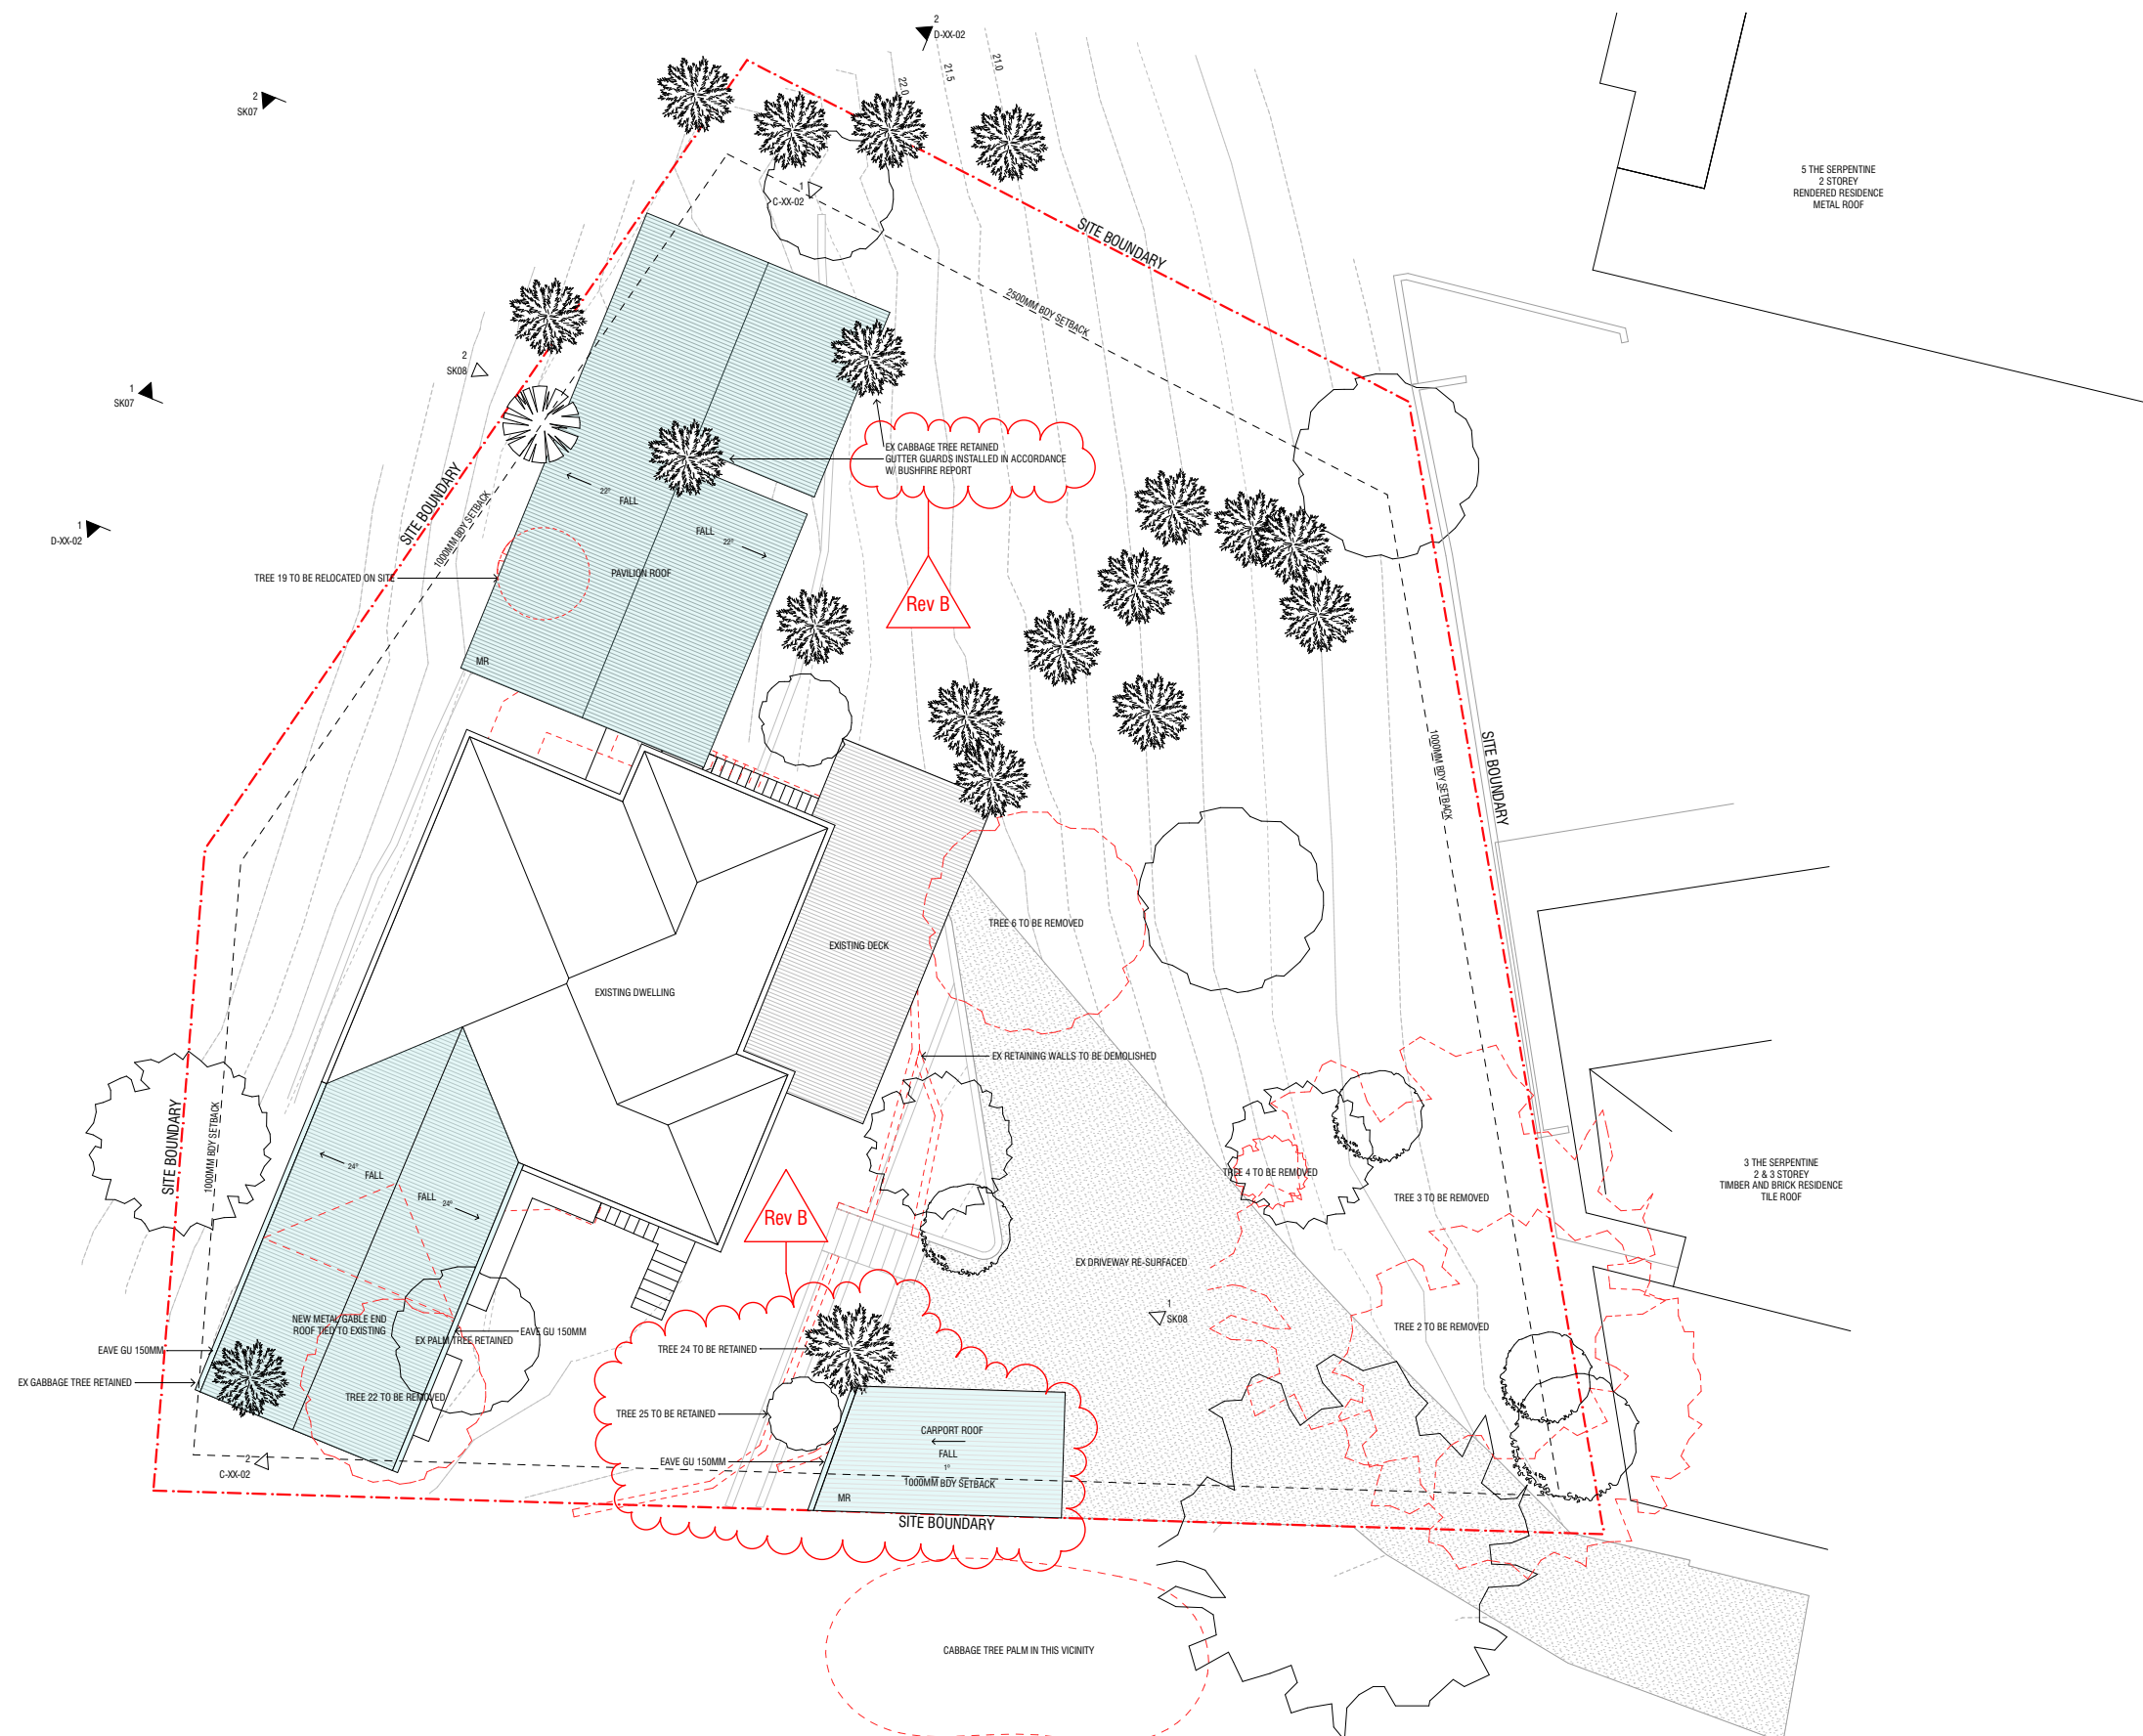 2
D-XX-02
2
SK07
22.0
21.5
21.0
5 THE SERPENTINE
2 STOREY
RENDERED RESIDENCE
METAL ROOF
1
C-XX-02
SITE BOUNDARY
2500MM BDY SETBACK
2
SK08
1
SK07
EX CABBAGE TREE RETAINED
GUTTER GUARDS INSTALLED IN ACCORDANCE
W/ BUSHFIRE REPORT
SITE BOUNDARY
1000MM BDY SETBACK
22º
FALL
FALL
22º
1
D-XX-02
TREE 19 TO BE RELOCATED ON SITE
PAVILION ROOF
Rev B
MR
1000MM BDY SETBACK
SITE BOUNDARY
TREE 6 TO BE REMOVED
EXISTING DECK
EXISTING DWELLING
EX RETAINING WALLS TO BE DEMOLISHED
SITE BOUNDARY
1000MM BDY SETBACK
24º
FALL
FALL
24º
TREE 4 TO BE REMOVED
TREE 3 TO BE REMOVED
3 THE SERPENTINE
2 & 3 STOREY
TIMBER AND BRICK RESIDENCE
TILE ROOF
Rev B
EX DRIVEWAY RE-SURFACED
1
SK08
NEW METAL GABLE END
ROOF TIED TO EXISTING
EX PALM TREE RETAINED
EAVE GU 150MM
TREE 2 TO BE REMOVED
EAVE GU 150MM
TREE 24 TO BE RETAINED
EX GABBAGE TREE RETAINED
TREE 22 TO BE REMOVED
TREE 25 TO BE RETAINED
CARPORT ROOF
FALL
1º
EAVE GU 150MM
1000MM BDY SETBACK
MR
2
C-XX-02
SITE BOUNDARY
CABBAGE TREE PALM IN THIS VICINITY